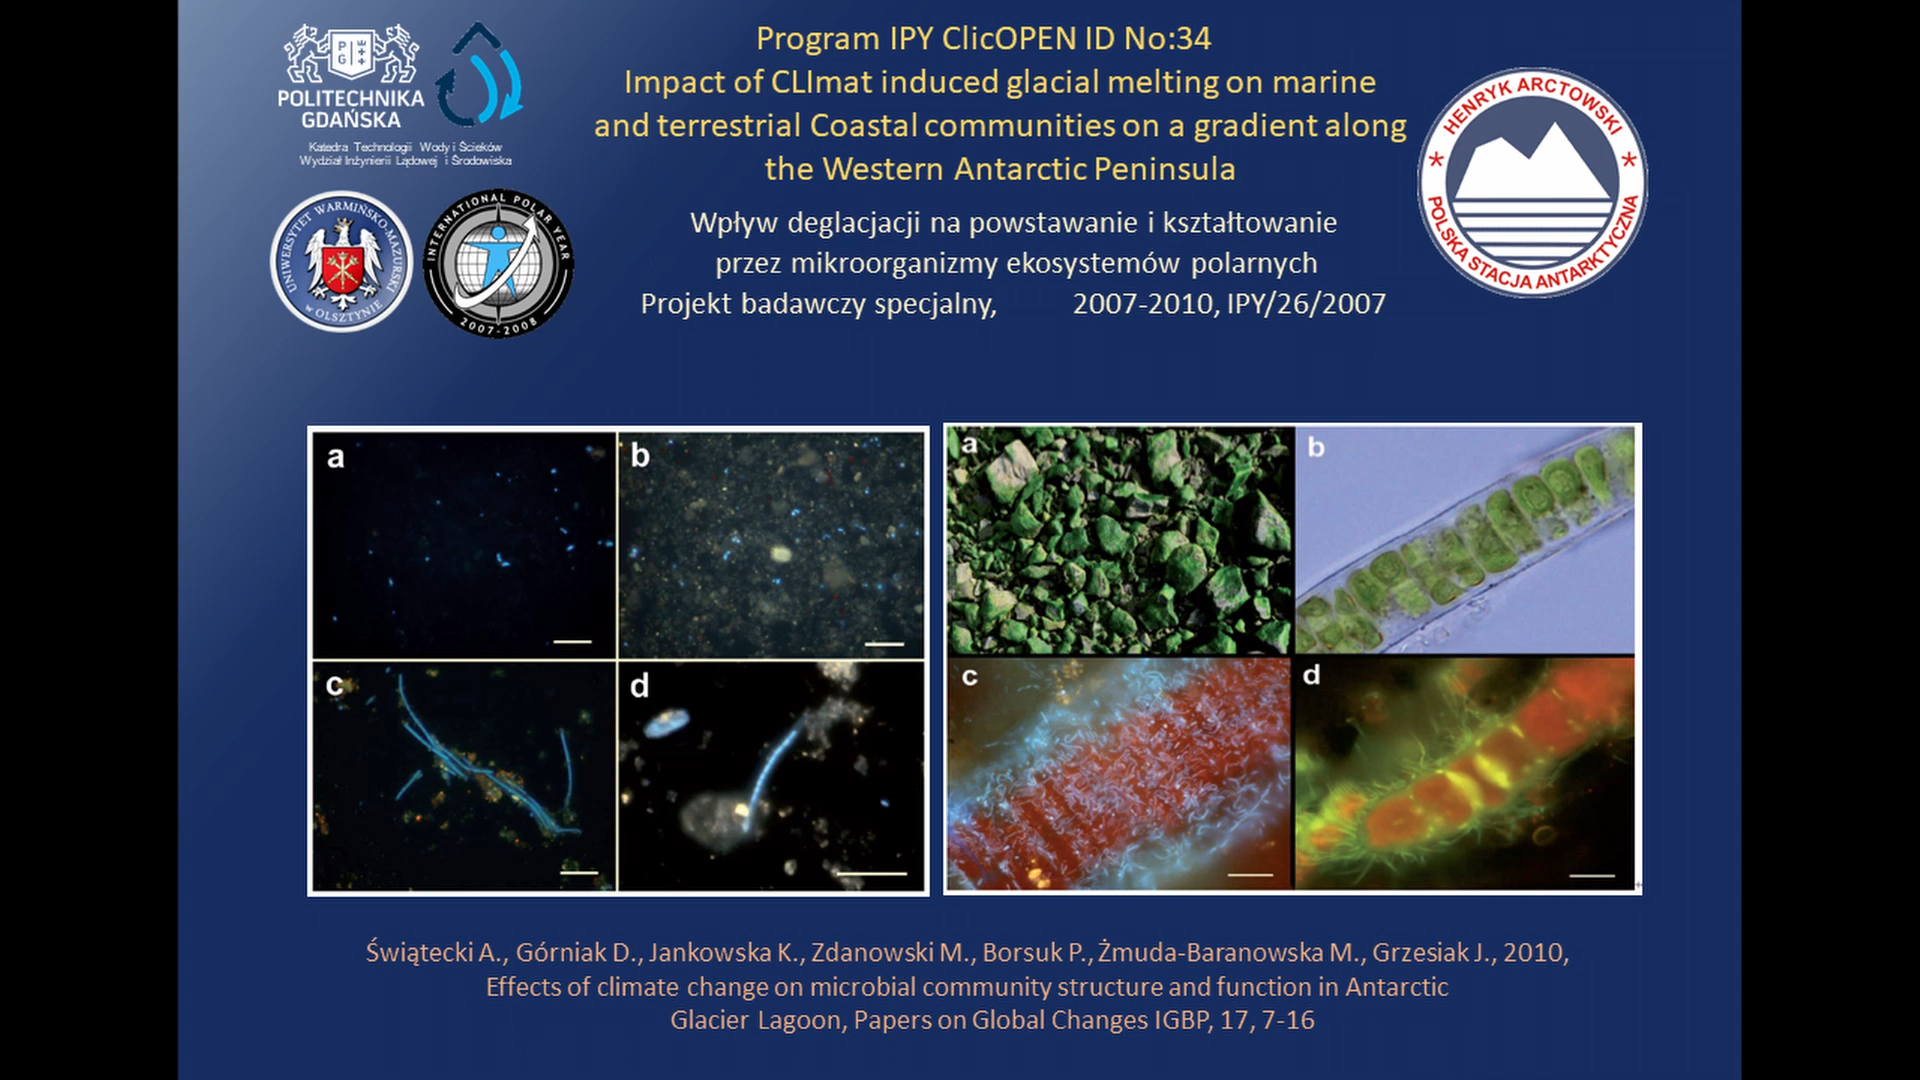 P G
POLITECHNIKA
GDAŃSKA
Katedra Technologii Wody i Ścieków
Wydział Inżynierii Lądowej i Środowiska
UNIWERSYTET WARMIŃSKO-MAZURSKI
w OLSZTYNIE
INTERNATIONAL POLAR YEAR
2007-2008
Program IPY ClicOPEN ID No:34
Impact of CLImat induced glacial melting on marine
and terrestrial Coastal communities on a gradient along
the Western Antarctic Peninsula
Wpływ deglacjacji na powstawanie i kształtowanie
przez mikroorganizmy ekosystemów polarnych
Projekt badawczy specjalny, 2007-2010, IPY/26/2007
HENRYK ARCTOWSKI
POLSKA STACJA ANTARKTYCZNA
a
b
c
d
a
b
c
d
Świątecki A., Górniak D., Jankowska K., Zdanowski M., Borsuk P., Żmuda-Baranowska M., Grzesiak J., 2010,
Effects of climate change on microbial community structure and function in Antarctic
Glacier Lagoon, Papers on Global Changes IGBP, 17, 7-16